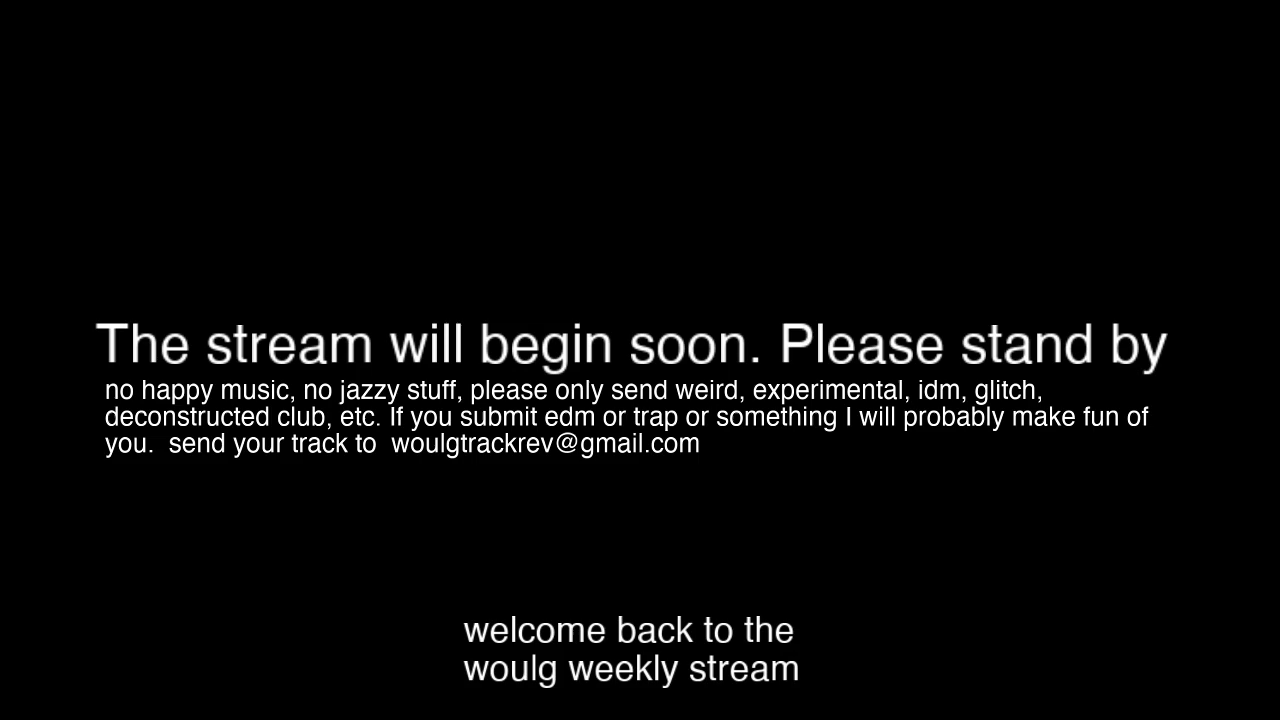 The stream will begin soon. Please stand by
no happy music, no jazzy stuff, please only send weird, experimental, idm, glitch,
deconstructed club, etc. If you submit edm or trap or something I will probably make fun of
you.  send your track to  woulgtrackrev@gmail.com
welcome back to the
woulg weekly stream